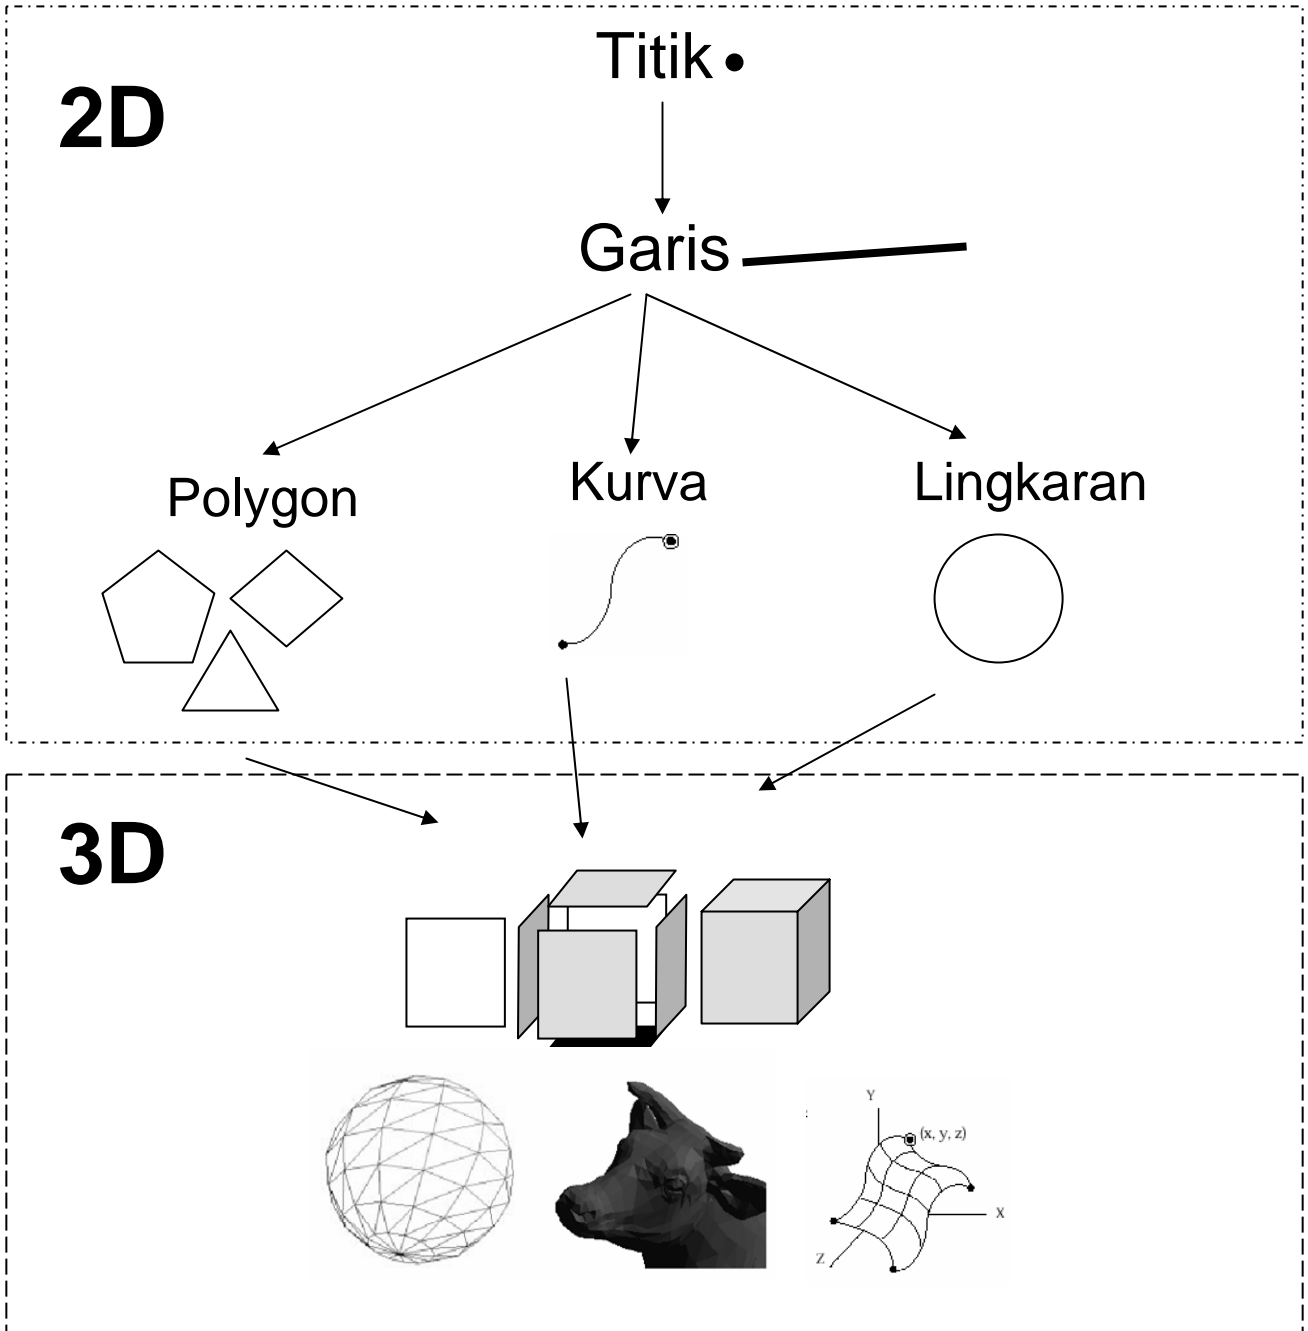 Titik
2D
Garis
Polygon
Kurva
Lingkaran
3D
Y
(x, y, z)
X
Z